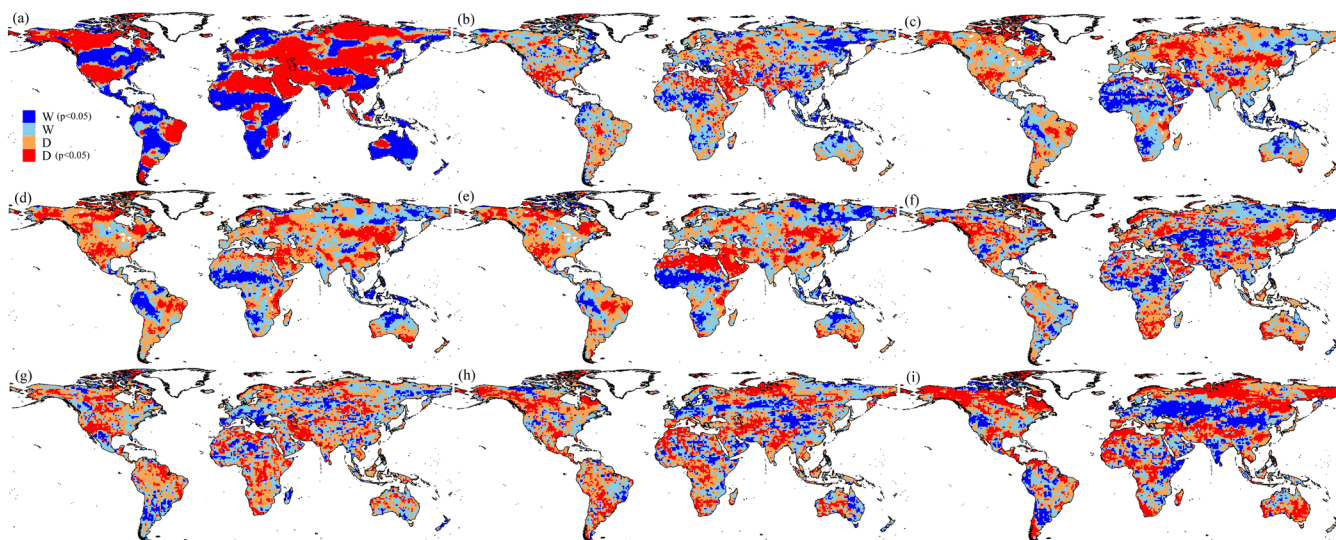 (a)
(b)
(c)
W (p<0.05)
W
D
D (p<0.05)
(d)
(e)
(f)
(g)
(h)
(i)